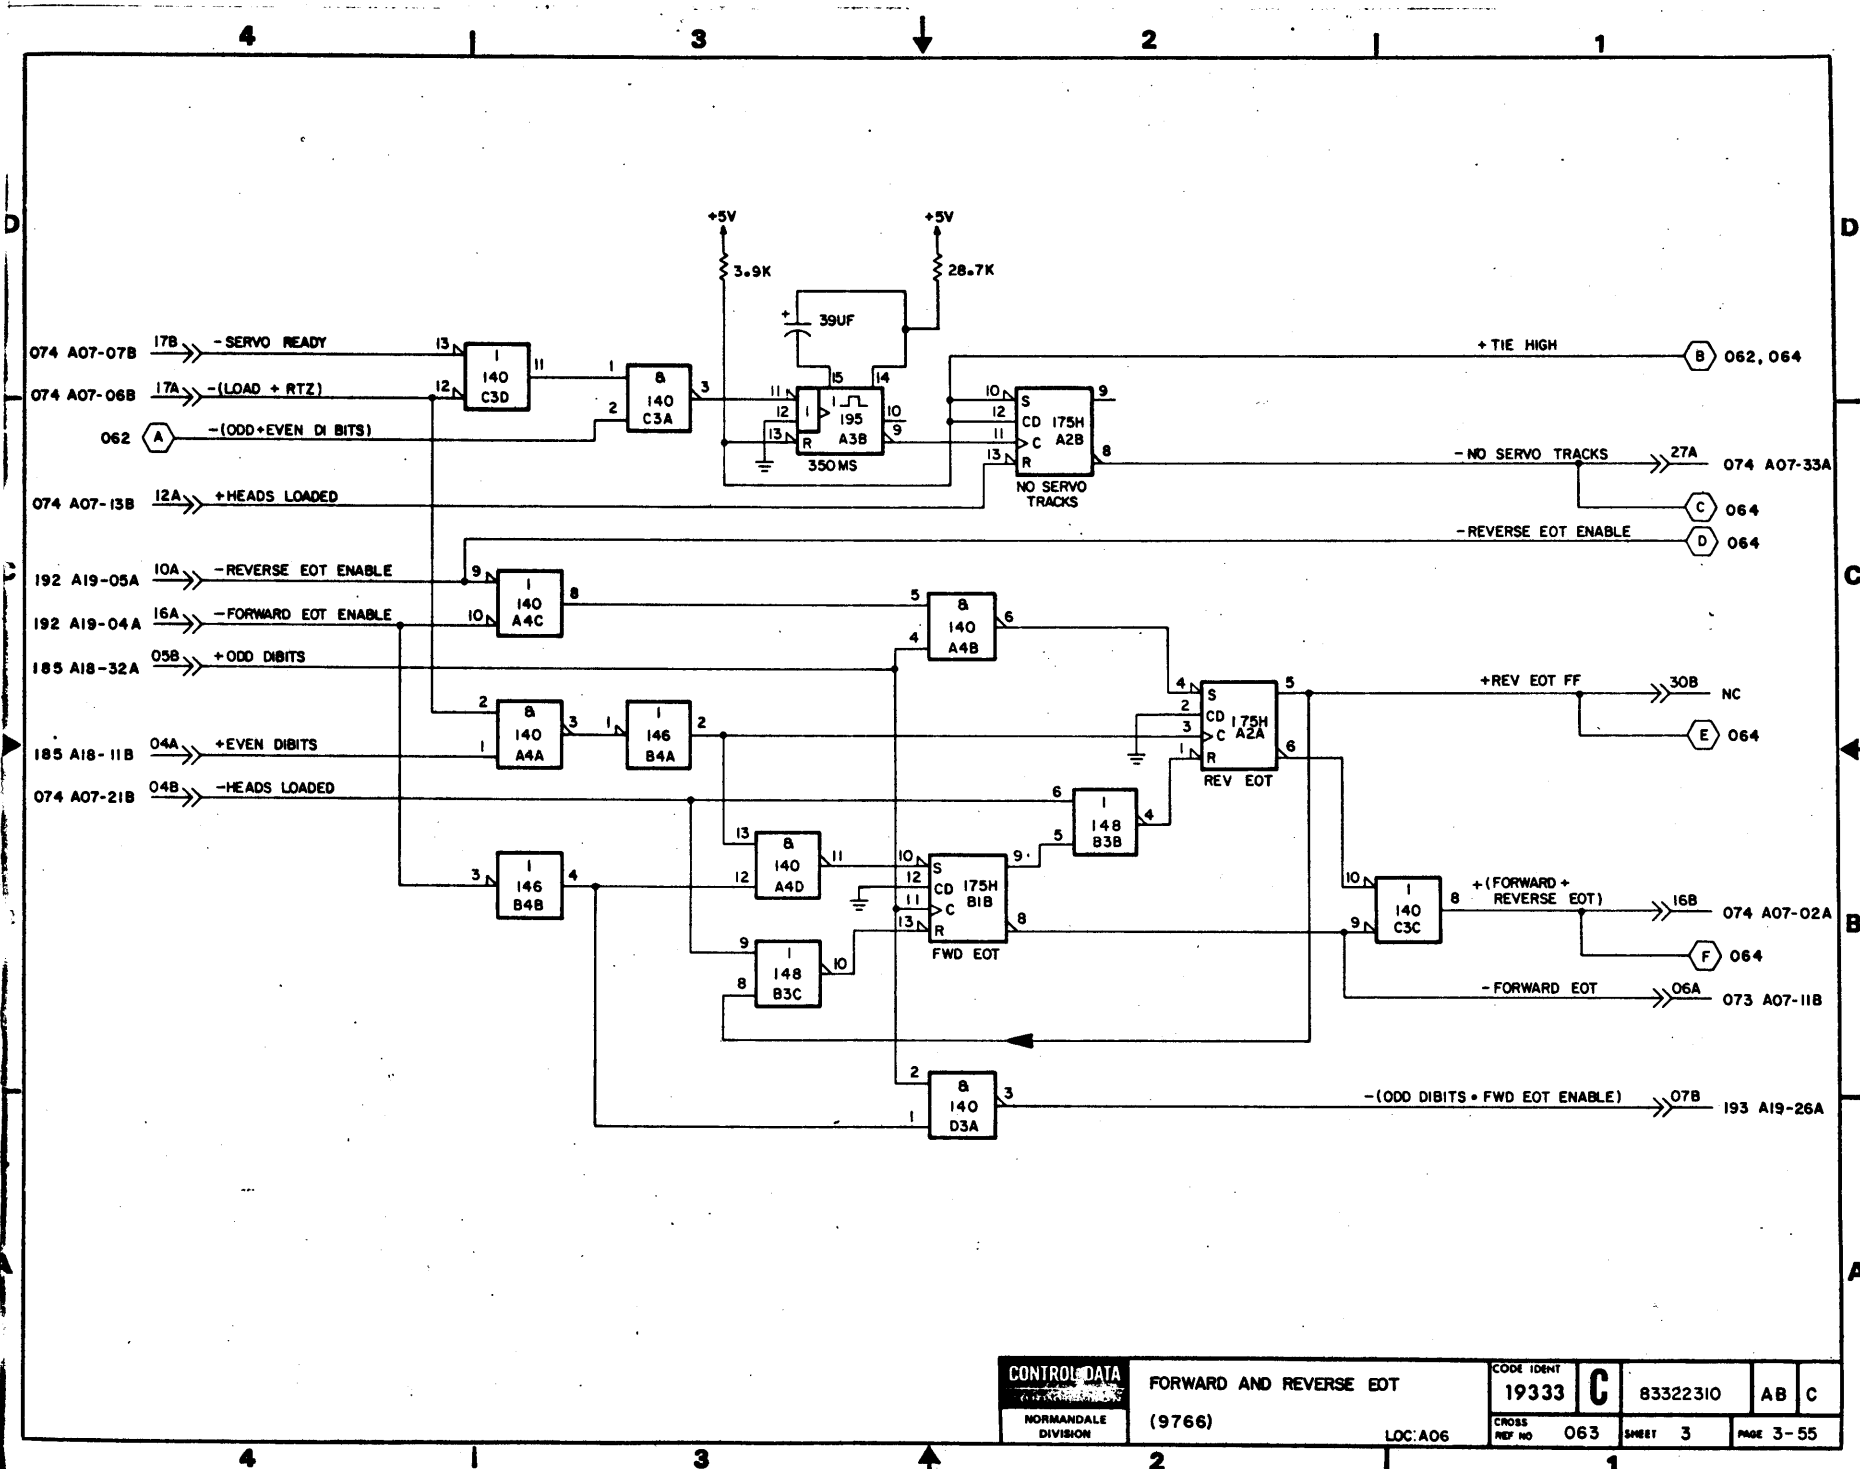 4 3 2 1
D D
+5V +5V
3.9K 28.7K
+ 39UF
074 A07-07B 17B -SERVO READY 13 1 140 C3D 11
074 A07-06B 17A -(LOAD + RTZ) 12
062 A -(ODD+EVEN DI BITS)
1 2 & 140 C3A 3
15 14
11 12 13 R 1 1 195 A3B 10 9
350MS
+ TIE HIGH B 062, 064
10 S 12 CD 11 C 13 R 175H A2B 9 8
NO SERVO
TRACKS
-NO SERVO TRACKS 27A 074 A07-33A
C 064
074 A07-13B 12A +HEADS LOADED
-REVERSE EOT ENABLE D 064
C C
192 A19-05A 10A -REVERSE EOT ENABLE 9 1 140 A4C 8
192 A19-04A 16A -FORWARD EOT ENABLE 10
5 4 & 140 A4B 6
185 A18-32A 05B +ODD DIBITS
4 S 2 CD 3 C 1 R 175H A2A 5 6
REV EOT
+REV EOT FF 30B NC
E 064
2 1 & 140 A4A 3
1 1 146 B4A 2
185 A18-11B 04A +EVEN DIBITS
074 A07-21B 04B -HEADS LOADED
6 5 1 148 B3B 4
13 12 & 140 A4D 11
3 1 146 B4B 4
10 S 12 CD 11 C 13 R 175H B1B 9 8
FWD EOT
10 9 1 140 C3C 8
+(FORWARD +
REVERSE EOT) 16B 074 A07-02A
B
F 064
9 8 1 148 B3C 10
-FORWARD EOT 06A 073 A07-11B
2 1 & 140 D3A 3
-(ODD DIBITS • FWD EOT ENABLE) 07B 193 A19-26A
A A
CONTROL DATA
NORMANDALE
DIVISION
FORWARD AND REVERSE EOT
(9766)
LOC:A06
CODE IDENT
19333 C 83322310 AB C
CROSS
REF NO 063 SHEET 3 PAGE 3-55
4 3 2 1